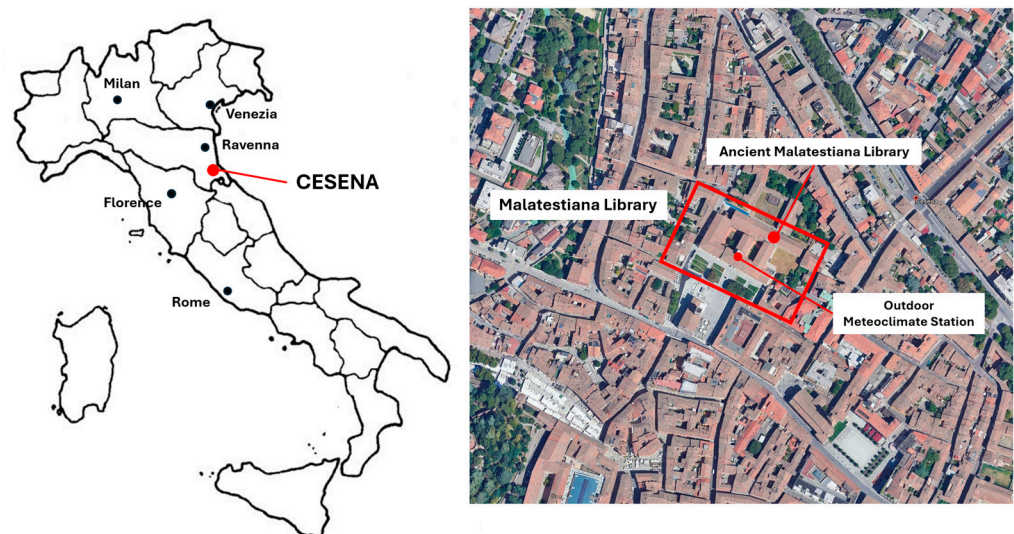 Milan
Venezia
Ravenna
CESENA
Florence
Rome
Ancient Malatestiana Library
Malatestiana Library
Outdoor
Meteoclimate Station